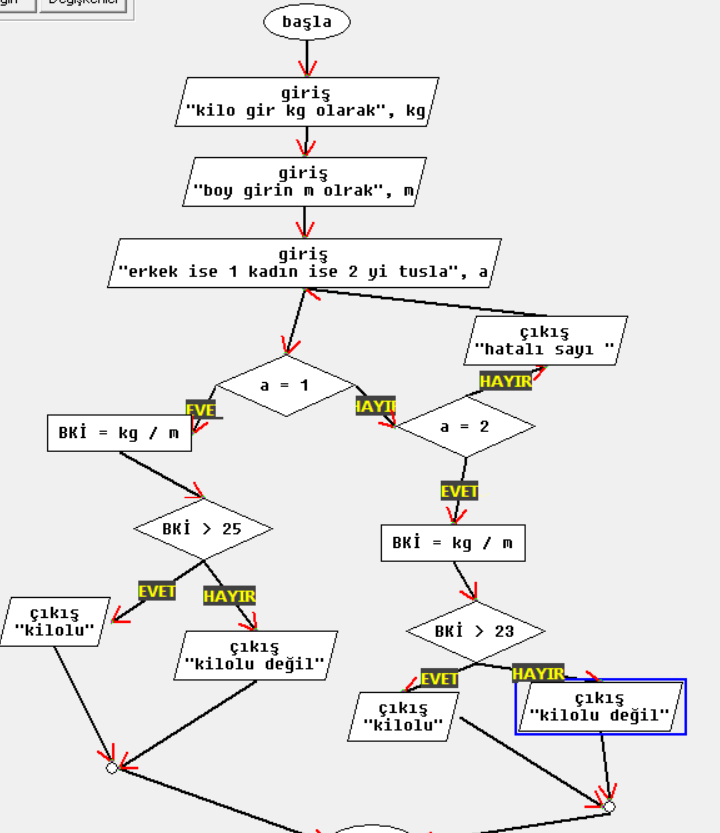 başla
giriş
"kilo gir kg olarak", kg
giriş
"boy girin m olrak", m
giriş
"erkek ise 1 kadın ise 2 yi tusla", a
çıkış
"hatalı sayı "
HAYIR
a = 1
a = 2
BKİ = kg / m
EVET
BKİ = kg / m
BKİ > 25
EVET
HAYIR
çıkış
"kilolu"
çıkış
"kilolu değil"
BKİ > 23
EVET
HAYIR
çıkış
"kilolu"
çıkış
"kilolu değil"